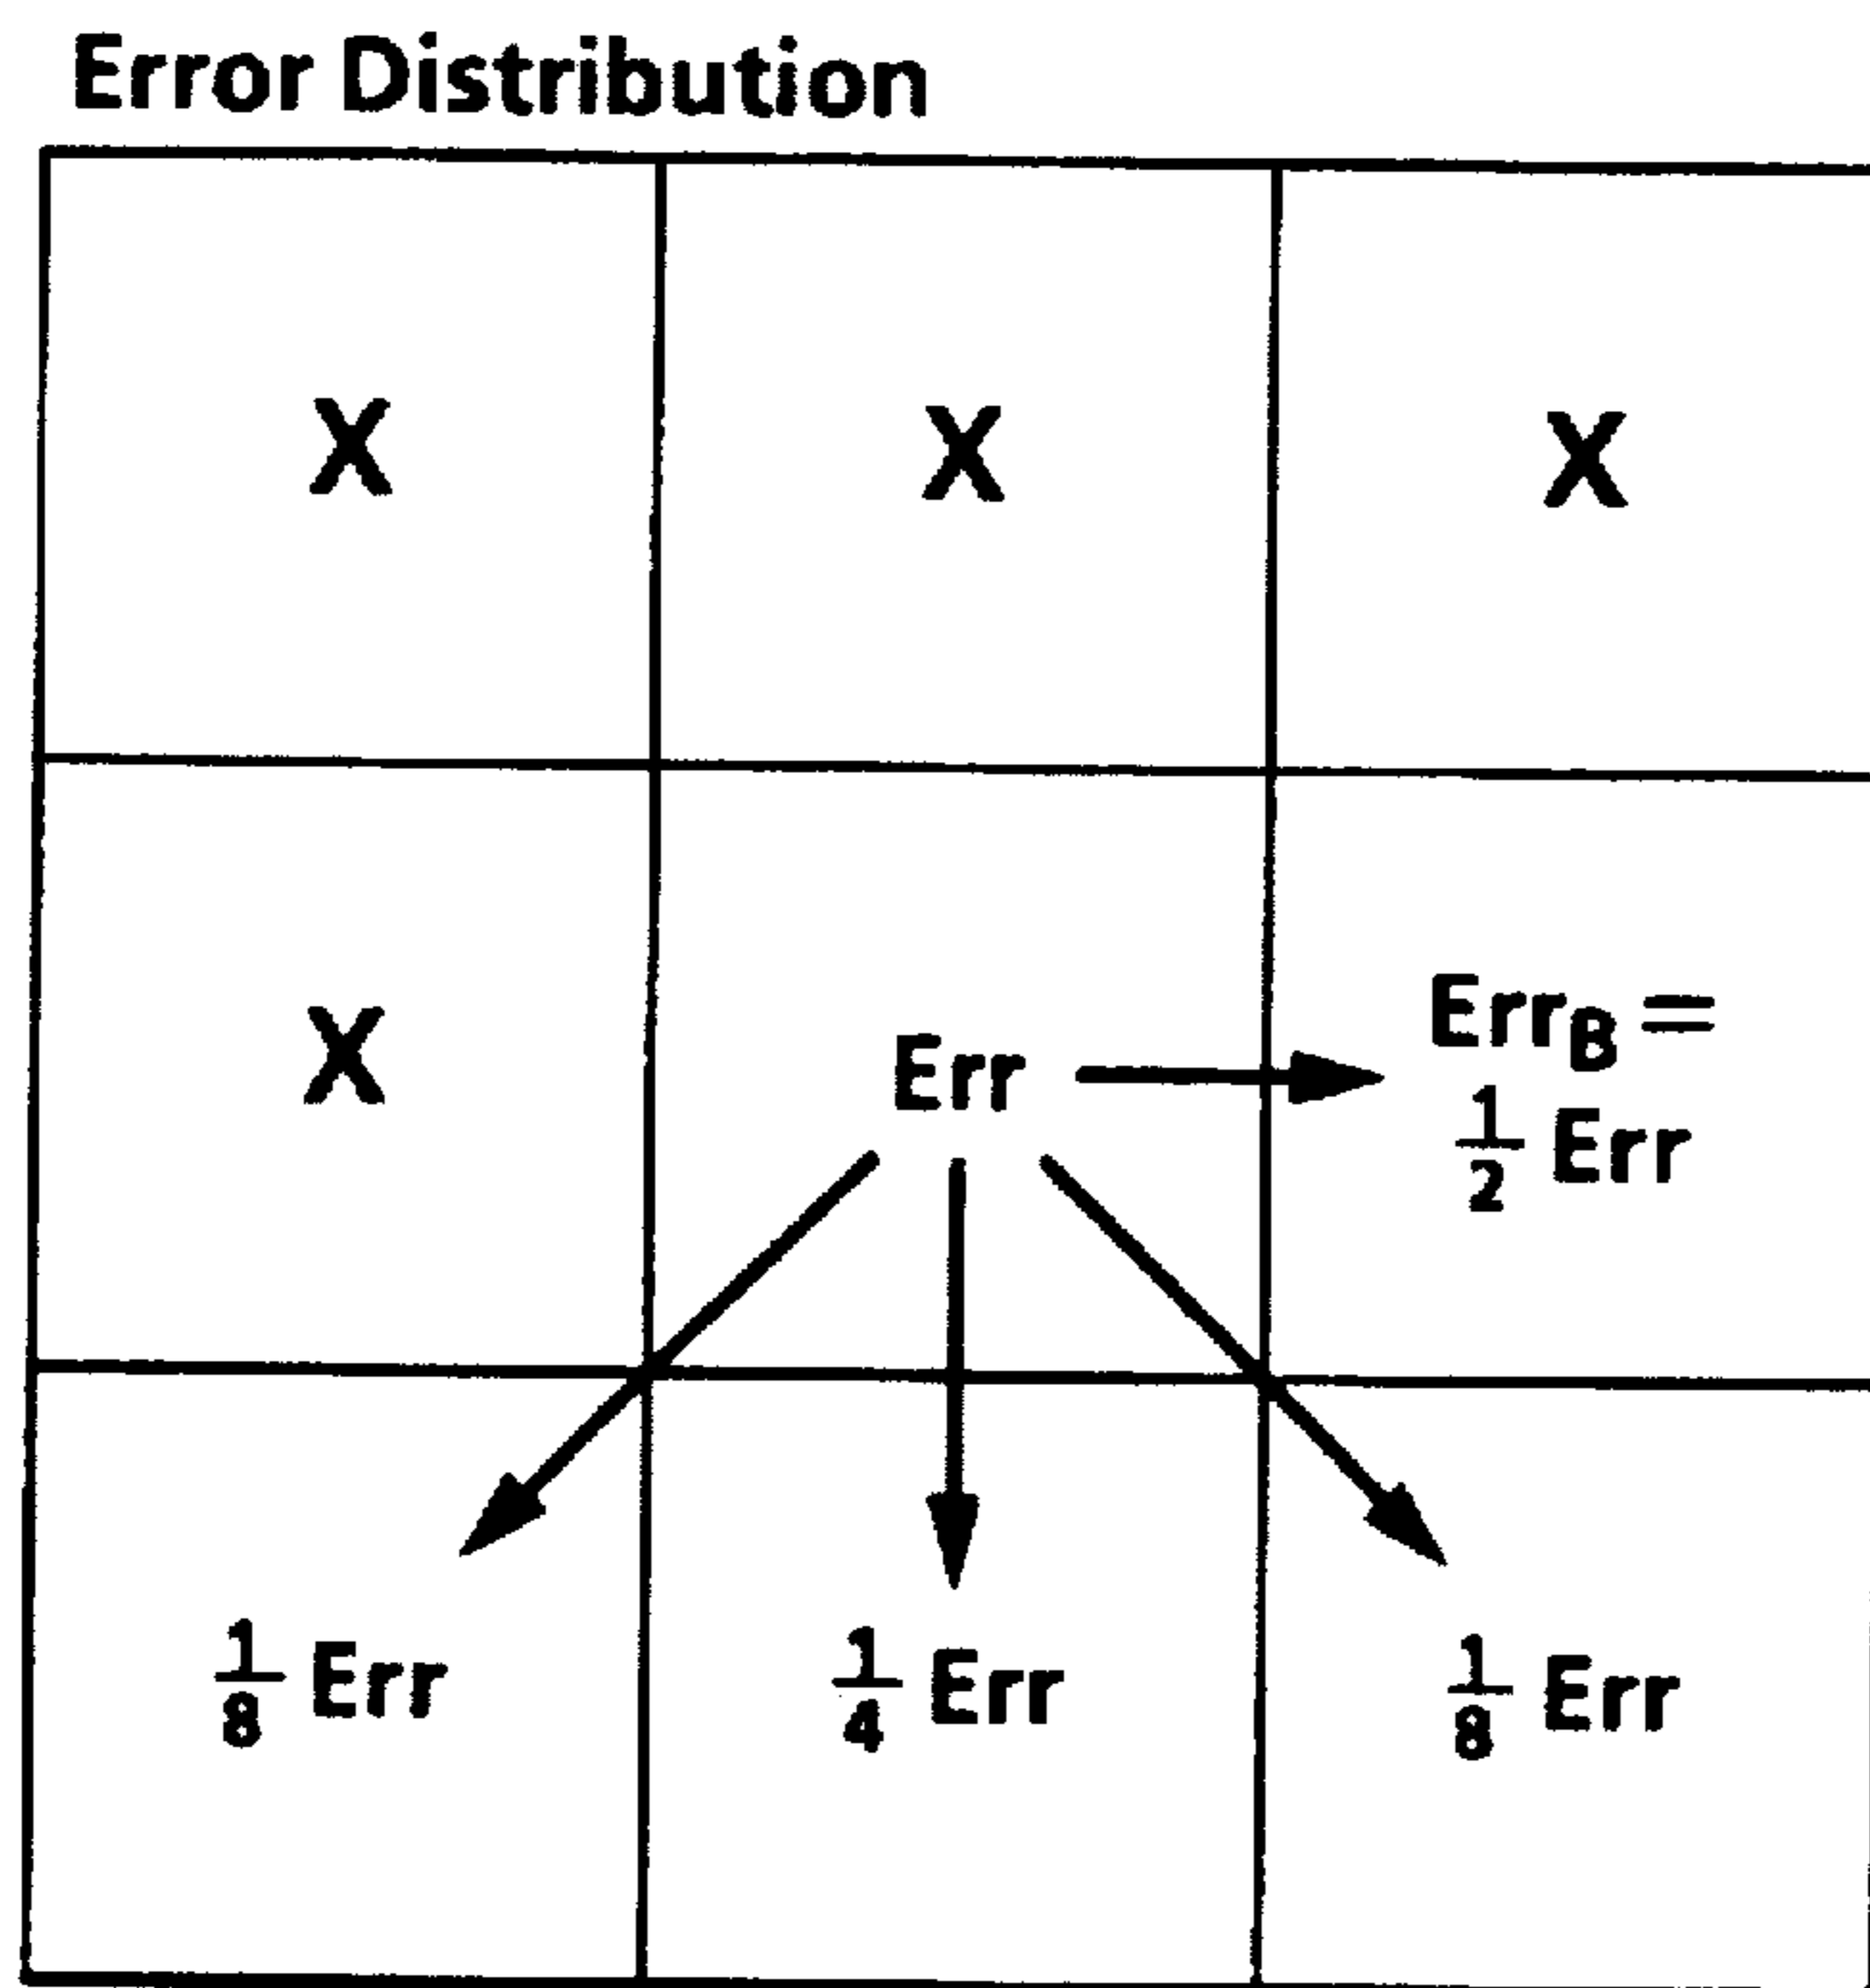 Error Distribution
X X X
X Err Err_B =
1/2 Err
1/8 Err 1/4 Err 1/8 Err